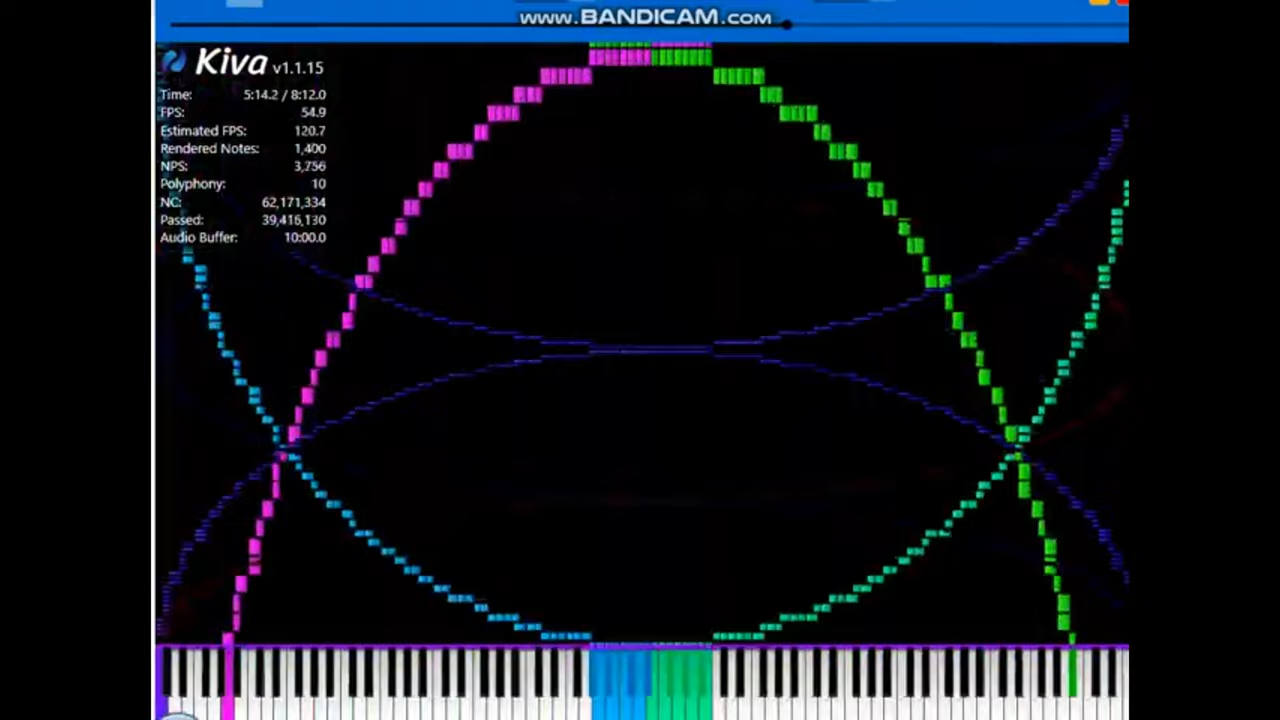 www.BANDICAM.com
Kiva v1.1.15
Time: 5:14.2 / 8:12.0
FPS: 54.9
Estimated FPS: 120.7
Rendered Notes: 1,400
NPS: 3,756
Polyphony: 10
NC: 62,171,334
Passed: 39,416,130
Audio Buffer: 10:00.0